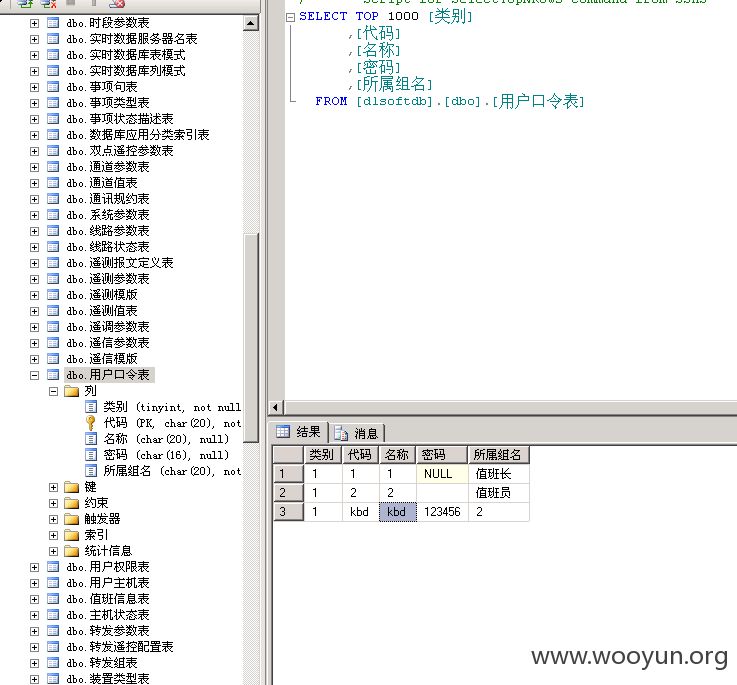 dbo.时段参数表
dbo.实时数据服务器名表
dbo.实时数据库表模式
dbo.实时数据库列模式
dbo.事项句表
dbo.事项类型表
dbo.事项状态描述表
dbo.数据库应用分类索引表
dbo.双点遥控参数表
dbo.通道参数表
dbo.通道值表
dbo.通讯规约表
dbo.系统参数表
dbo.线路参数表
dbo.线路状态表
dbo.遥测报文定义表
dbo.遥测参数表
dbo.遥测模版
dbo.遥测值表
dbo.遥调参数表
dbo.遥信参数表
dbo.遥信模版
dbo.用户口令表
列
类别 (tinyint, not null
代码 (PK, char(20), not
名称 (char(20), null)
密码 (char(16), null)
所属组名 (char(20), not
键
约束
触发器
索引
统计信息
dbo.用户权限表
dbo.用户主机表
dbo.值班信息表
dbo.主机状态表
dbo.转发参数表
dbo.转发遥控配置表
dbo.转发组表
dbo.装置类型表
SELECT TOP 1000 [类别]
,[代码]
,[名称]
,[密码]
,[所属组名]
FROM [dlsoftdb].[dbo].[用户口令表]
结果 消息
类别 代码 名称 密码 所属组名
1 1 1 1 NULL 值班长
2 1 2 2 值班员
3 1 kbd kbd 123456 2
www.wooyun.org